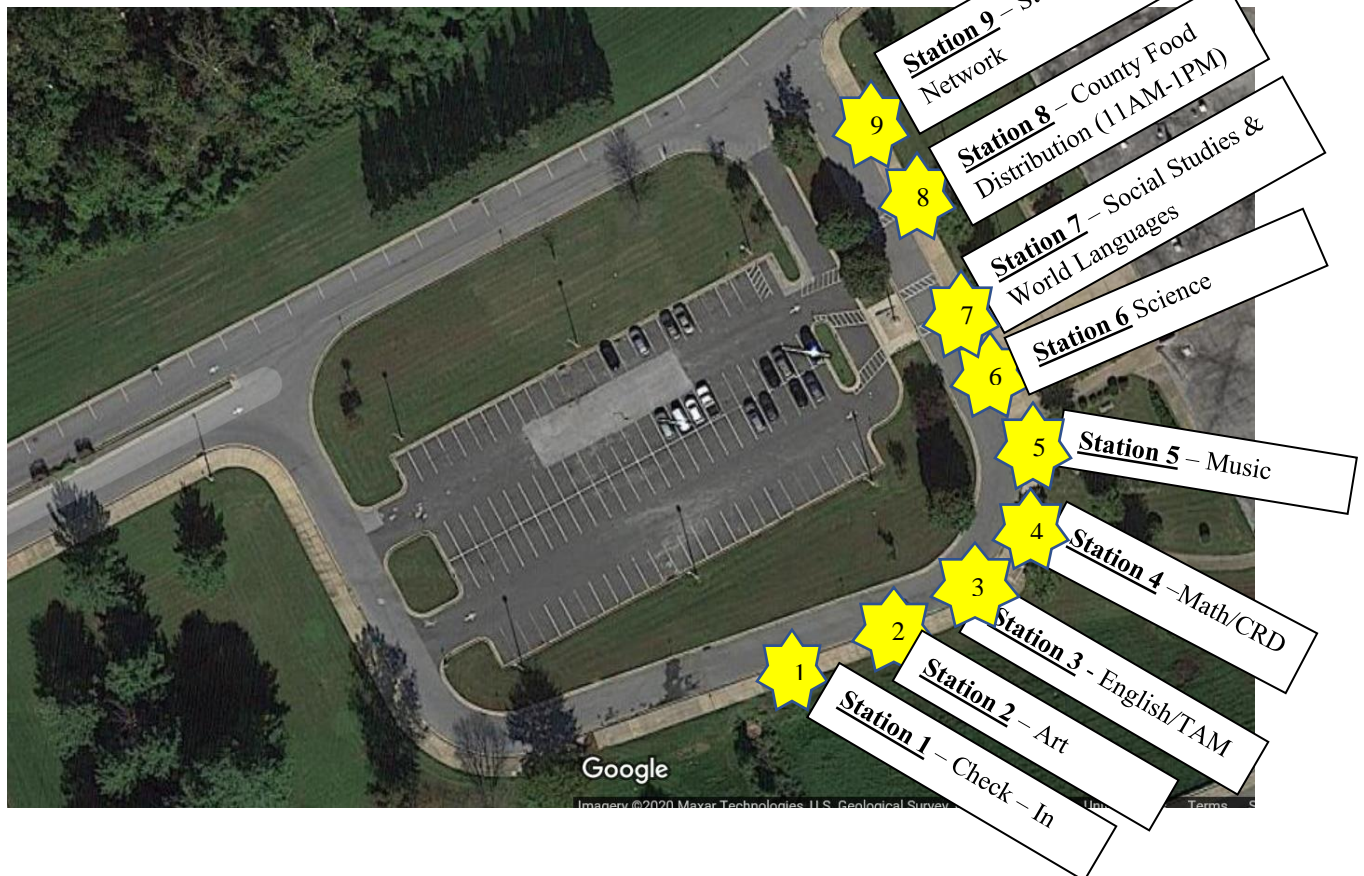 Station 9 –
Network
Station 8 – County Food
Distribution (11AM-1PM)
Station 7 – Social Studies &
World Languages
Station 6 Science
Station 5 – Music
Station 4 –Math/CRD
Station 3 - English/TAM
Station 2 – Art
Station 1 – Check – In
9
8
7
6
5
4
3
2
1
Google
Imagery ©2020 Maxar Technologies, U.S. Geological Survey,
Terms